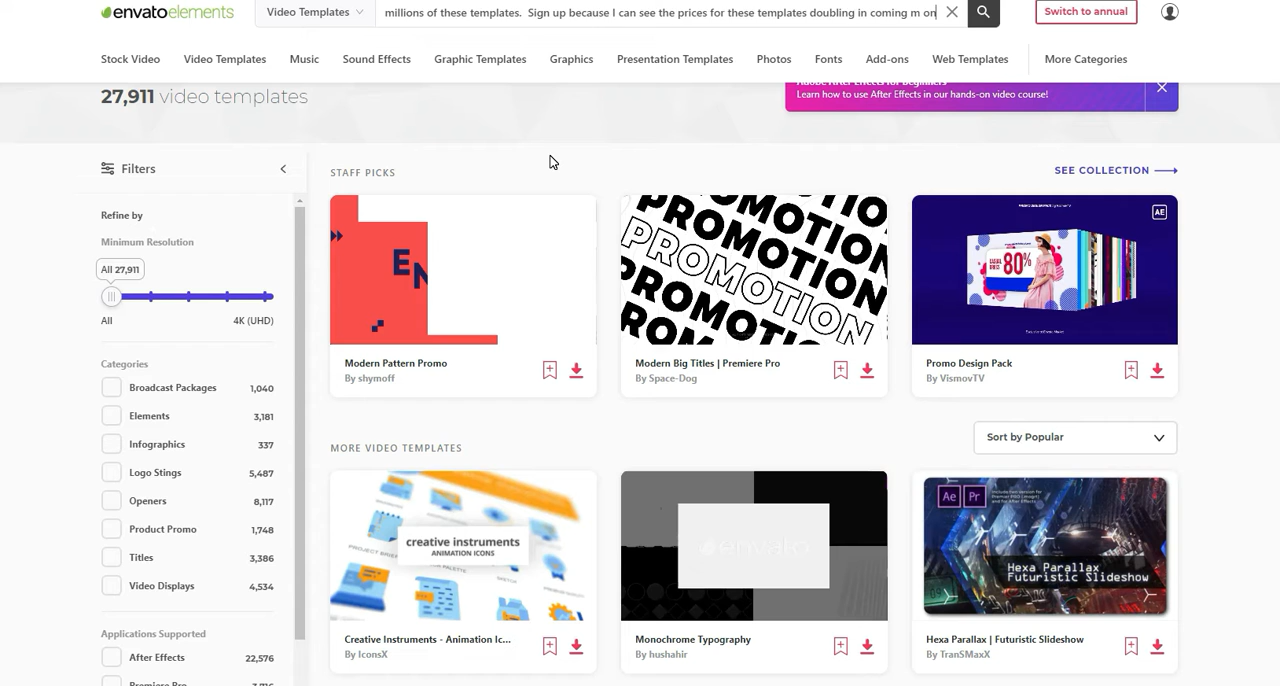 envatoelements
Video Templates
millions of these templates.  Sign up because I can see the prices for these templates doubling in coming m on
Switch to annual
Stock Video
Video Templates
Music
Sound Effects
Graphic Templates
Graphics
Presentation Templates
Photos
Fonts
Add-ons
Web Templates
More Categories
27,911 video templates
Learn how to use After Effects in our hands-on video course!
Filters
Refine by
Minimum Resolution
All 27,911
All
4K (UHD)
Categories
Broadcast Packages 1,040
Elements 3,181
Infographics 337
Logo Stings 5,487
Openers 8,117
Product Promo 1,748
Titles 3,386
Video Displays 4,534
Applications Supported
After Effects 22,576
STAFF PICKS
SEE COLLECTION
EN
Modern Pattern Promo
By shymoff
PROMOTION
PROMOTION
PROMOTION
PROMOTION
PROMOTION
Modern Big Titles | Premiere Pro
By Space-Dog
AE
80%
Promo Design Pack
By VismovTV
MORE VIDEO TEMPLATES
Sort by Popular
creative instruments
ANIMATION ICONS
Creative Instruments - Animation Ic...
By IconsX
envato
Monochrome Typography
By hushahir
Ae Pr
Hexa Parallax
Futuristic Slideshow
Hexa Parallax | Futuristic Slideshow
By TranSMaxX